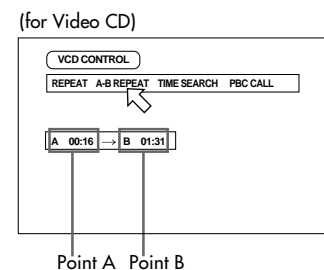 (for Video CD)
VCD CONTROL
REPEAT A-B REPEAT TIME SEARCH PBC CALL
A 00:16 → B 01:31
Point A Point B